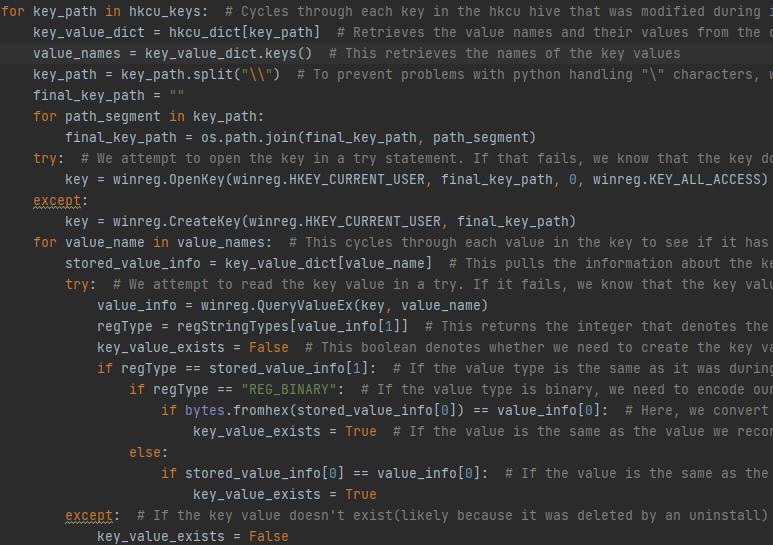 for key_path in hkcu_keys:  # Cycles through each key in the hkcu hive that was modified during
    key_value_dict = hkcu_dict[key_path]  # Retrieves the value names and their values from the
    value_names = key_value_dict.keys()  # This retrieves the names of the key values
    key_path = key_path.split("\\")  # To prevent problems with python handling "\" characters,
    final_key_path = ""
    for path_segment in key_path:
        final_key_path = os.path.join(final_key_path, path_segment)
    try:  # We attempt to open the key in a try statement. If that fails, we know that the key
        key = winreg.OpenKey(winreg.HKEY_CURRENT_USER, final_key_path, 0, winreg.KEY_ALL_ACCESS)
    except:
        key = winreg.CreateKey(winreg.HKEY_CURRENT_USER, final_key_path)
    for value_name in value_names:  # This cycles through each value in the key to see if it has
        stored_value_info = key_value_dict[value_name]  # This pulls the information about the
        try:  # We attempt to read the key value in a try. If it fails, we know that the key
            value_info = winreg.QueryValueEx(key, value_name)
            regType = regStringTypes[value_info[1]]  # This returns the integer that denotes the
            key_value_exists = False  # This boolean denotes whether we need to create the key
            if regType == stored_value_info[1]:  # If the value type is the same as it was during
                if regType == "REG_BINARY":  # If the value type is binary, we need to encode our
                    if bytes.fromhex(stored_value_info[0]) == value_info[0]:  # Here, we convert
                        key_value_exists = True  # If the value is the same as the value we
                else:
                    if stored_value_info[0] == value_info[0]:  # If the value is the same as the
                        key_value_exists = True
        except:  # If the key value doesn't exist(likely because it was deleted by an uninstall)
            key_value_exists = False